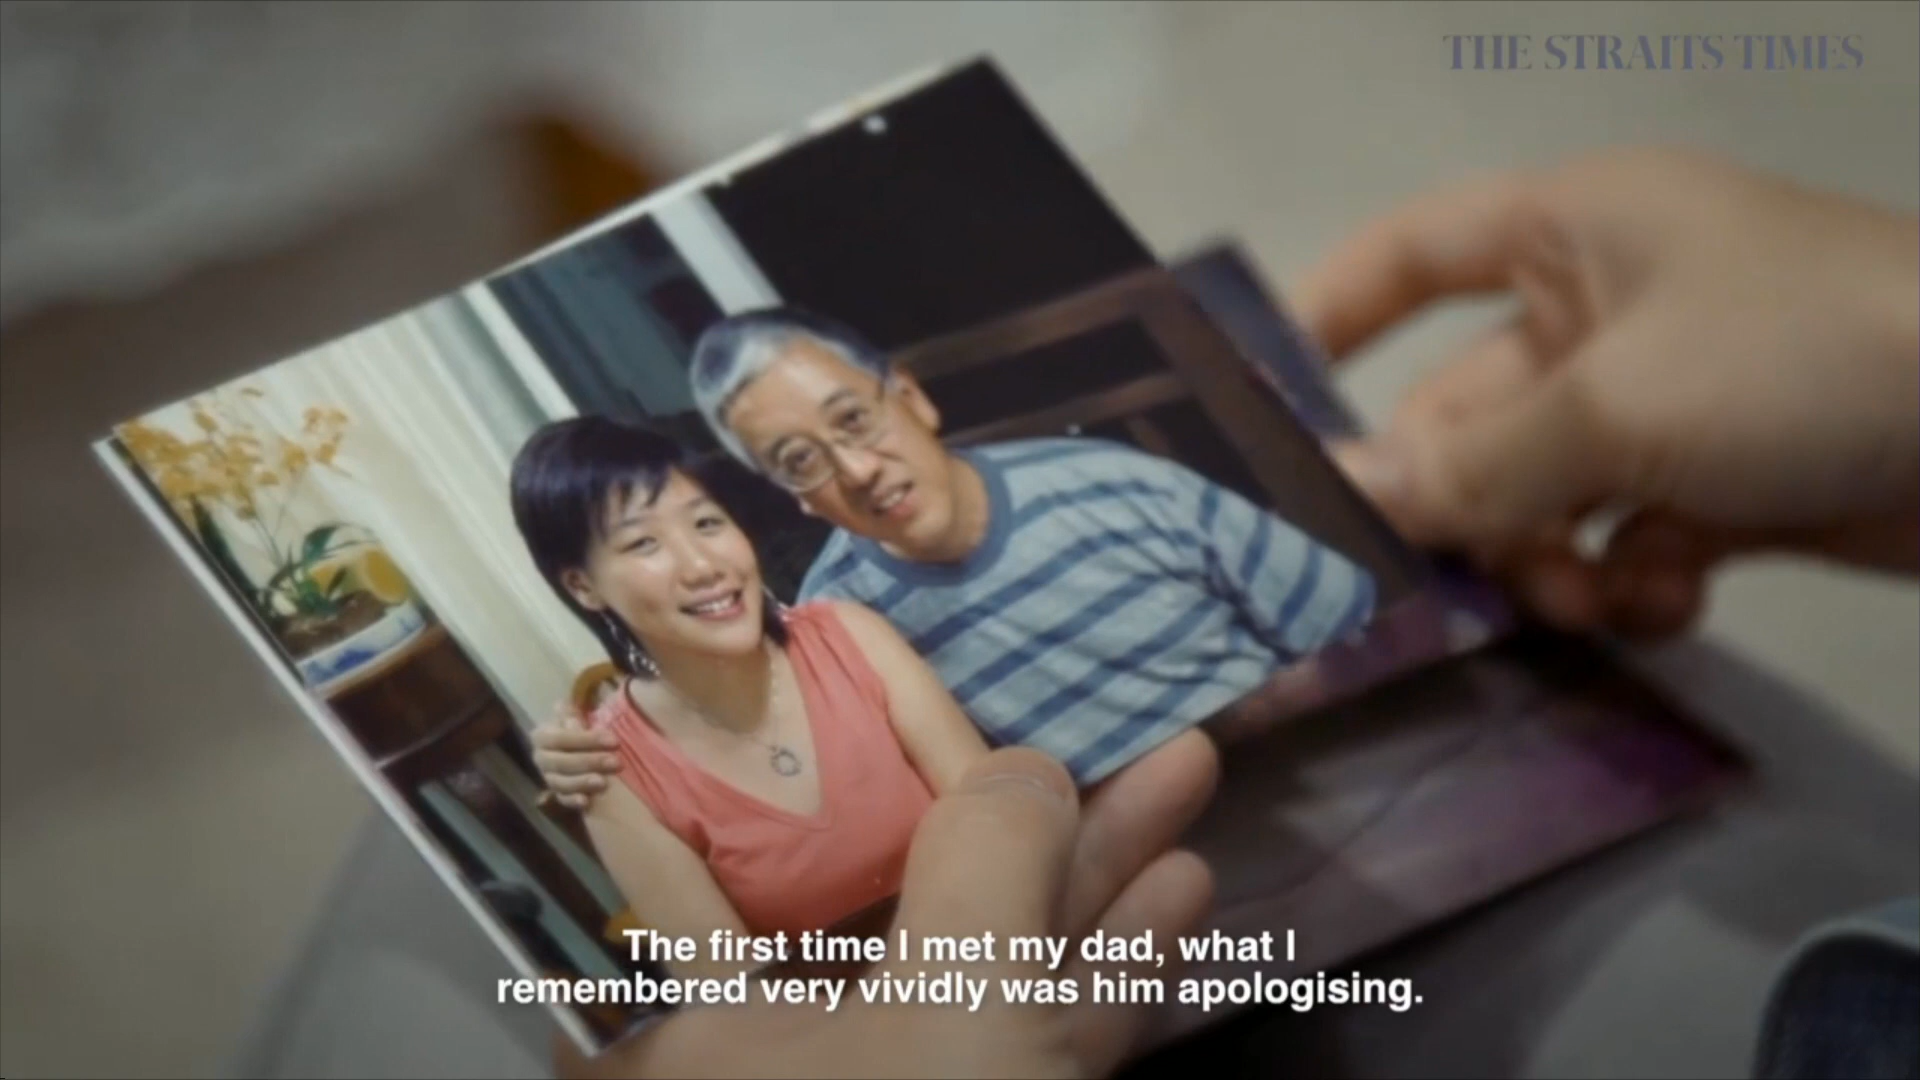 THE STRAITS TIMES
The first time I met my dad, what I
remembered very vividly was him apologising.